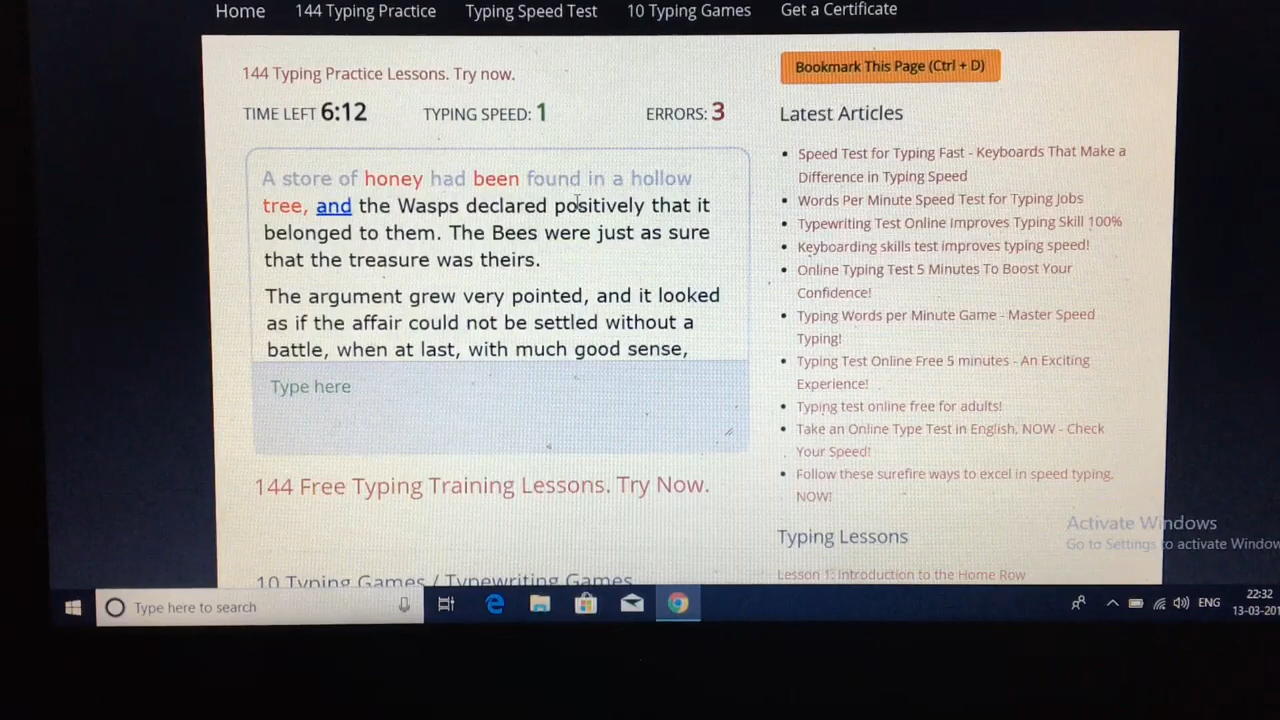 Home 144 Typing Practice Typing Speed Test 10 Typing Games Get a Certificate
144 Typing Practice Lessons. Try now.
TIME LEFT 6:12 TYPING SPEED: 1 ERRORS: 3
A store of honey had been found in a hollow
tree, and the Wasps declared positively that it
belonged to them. The Bees were just as sure
that the treasure was theirs.
The argument grew very pointed, and it looked
as if the affair could not be settled without a
battle, when at last, with much good sense,
Type here
144 Free Typing Training Lessons. Try Now.
10 Typing Games / Typewriting Games
Bookmark This Page (Ctrl + D)
Latest Articles
Speed Test for Typing Fast - Keyboards That Make a
Difference in Typing Speed
Words Per Minute Speed Test for Typing Jobs
Typewriting Test Online Improves Typing Skill 100%
Keyboarding skills test improves typing speed!
Online Typing Test 5 Minutes To Boost Your
Confidence!
Typing Words per Minute Game - Master Speed
Typing!
Typing Test Online Free 5 minutes - An Exciting
Experience!
Typing test online free for adults!
Take an Online Type Test in English, NOW - Check
Your Speed!
Follow these surefire ways to excel in speed typing,
NOW!
Typing Lessons
Lesson 1: Introduction to the Home Row
Activate Windows
Go to Settings to activate Window
Type here to search
ENG
22:32
13-03-201